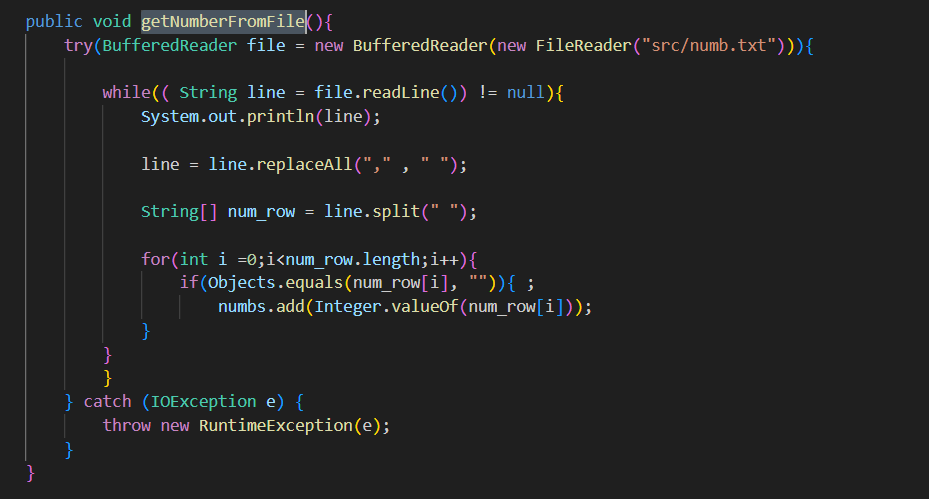 public void getNumberFromFile(){
    try(BufferedReader file = new BufferedReader(new FileReader("src/numb.txt"))){
        while(( String line = file.readLine()) != null){
            System.out.println(line);
            line = line.replaceAll("," , " ");
            String[] num_row = line.split(" ");
            for(int i =0;i<num_row.length;i++){
                if(Objects.equals(num_row[i], "")){ ;
                    numbs.add(Integer.valueOf(num_row[i]));
            }
        }
        }
    } catch (IOException e) {
        throw new RuntimeException(e);
    }
}